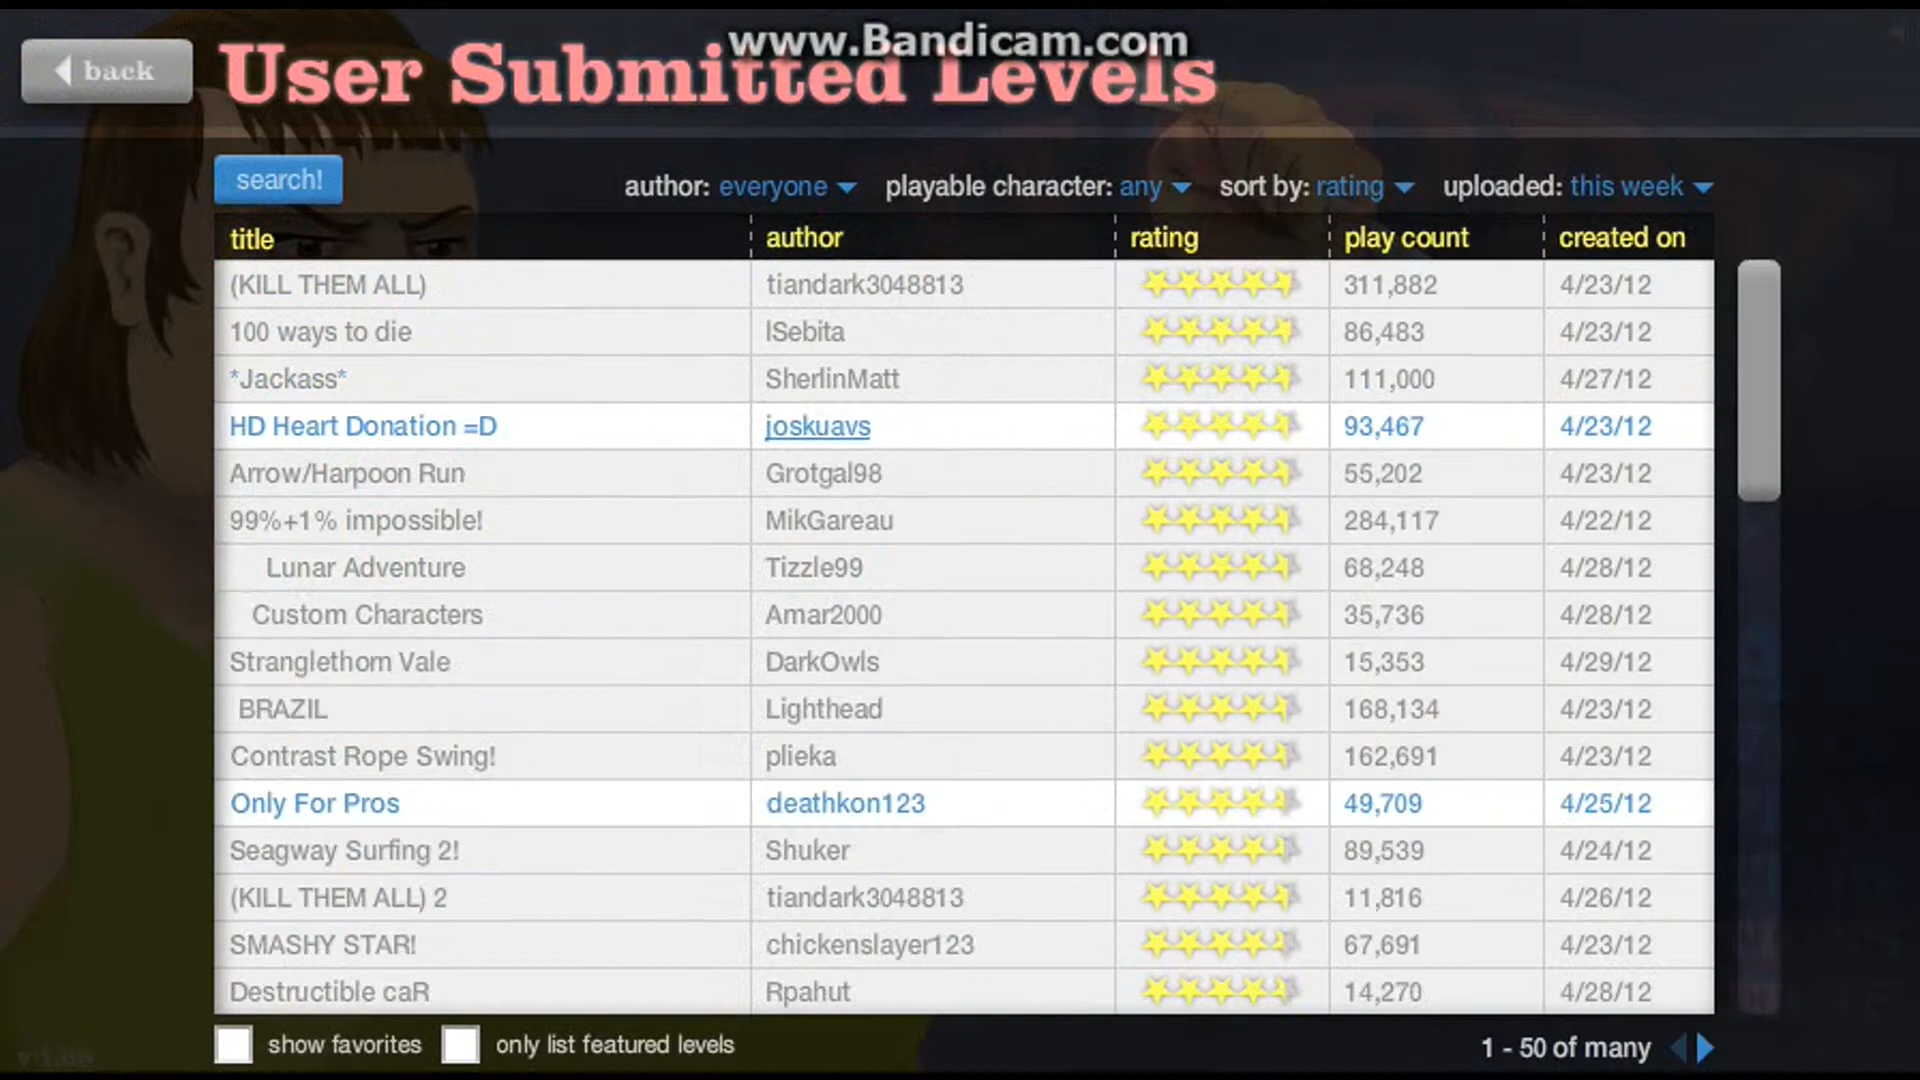 www.Bandicam.com
back
User Submitted Levels
search!
author: everyone playable character: any sort by: rating uploaded: this week
title author rating play count created on
(KILL THEM ALL) tiandark3048813 311,882 4/23/12
100 ways to die lSebita 86,483 4/23/12
*Jackass* SherlinMatt 111,000 4/27/12
HD Heart Donation =D joskuavs 93,467 4/23/12
Arrow/Harpoon Run Grotgal98 55,202 4/23/12
99%+1% impossible! MikGareau 284,117 4/22/12
Lunar Adventure Tizzle99 68,248 4/28/12
Custom Characters Amar2000 35,736 4/28/12
Stranglethom Vale DarkOwls 15,353 4/29/12
BRAZIL Lighthead 168,134 4/23/12
Contrast Rope Swing! plieka 162,691 4/23/12
Only For Pros deathkon123 49,709 4/25/12
Seagway Surfing 2! Shuker 89,539 4/24/12
(KILL THEM ALL) 2 tiandark3048813 11,816 4/26/12
SMASHY STAR! chickenslayer123 67,691 4/23/12
Destructible caR Rpahut 14,270 4/28/12
show favorites only list featured levels 1 - 50 of many